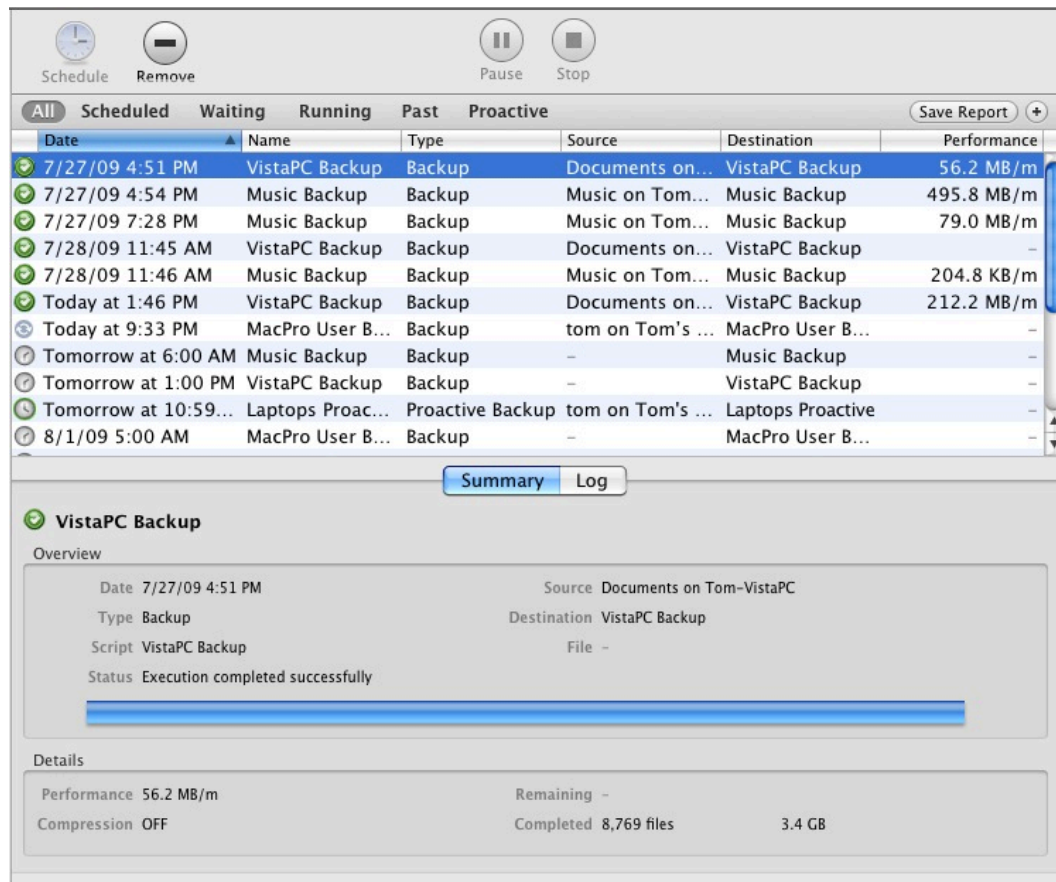 Schedule Remove Pause Stop
All Scheduled Waiting Running Past Proactive Save Report +
Date Name Type Source Destination Performance
7/27/09 4:51 PM VistaPC Backup Backup Documents on... VistaPC Backup 56.2 MB/m
7/27/09 4:54 PM Music Backup Backup Music on Tom... Music Backup 495.8 MB/m
7/27/09 7:28 PM Music Backup Backup Music on Tom... Music Backup 79.0 MB/m
7/28/09 11:45 AM VistaPC Backup Backup Documents on... VistaPC Backup –
7/28/09 11:46 AM Music Backup Backup Music on Tom... Music Backup 204.8 KB/m
Today at 1:46 PM VistaPC Backup Backup Documents on... VistaPC Backup 212.2 MB/m
Today at 9:33 PM MacPro User B... Backup tom on Tom's ... MacPro User B... –
Tomorrow at 6:00 AM Music Backup Backup – Music Backup –
Tomorrow at 1:00 PM VistaPC Backup Backup – VistaPC Backup –
Tomorrow at 10:59... Laptops Proac... Proactive Backup tom on Tom's ... Laptops Proactive –
8/1/09 5:00 AM MacPro User B... Backup – MacPro User B... –
Summary Log
VistaPC Backup
Overview
Date 7/27/09 4:51 PM Source Documents on Tom-VistaPC
Type Backup Destination VistaPC Backup
Script VistaPC Backup File –
Status Execution completed successfully
Details
Performance 56.2 MB/m Remaining –
Compression OFF Completed 8,769 files 3.4 GB